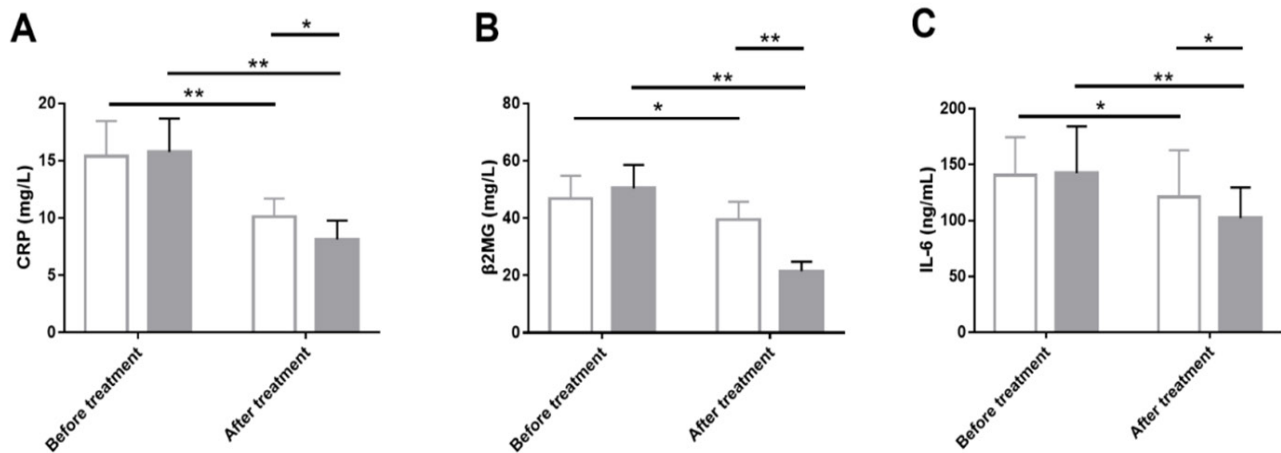 A
*
**
**
20
15
10
5
0
CRP (mg/L)
Before treatment
After treatment
B
**
**
*
80
60
40
20
0
β2MG (mg/L)
Before treatment
After treatment
C
*
**
*
200
150
100
50
0
IL-6 (ng/mL)
Before treatment
After treatment